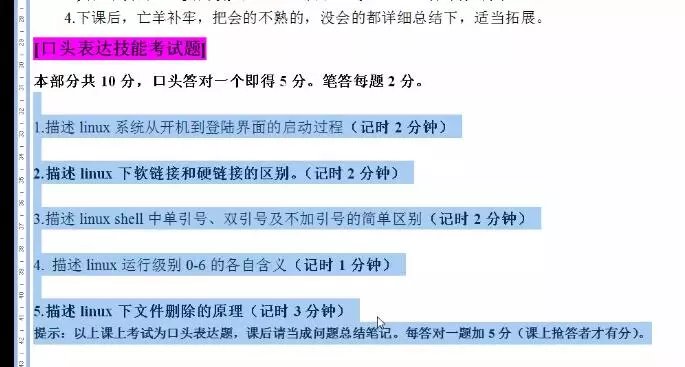 4.下课后，亡羊补牢，把会的不熟的，没会的都详细总结下，适当拓展。
[口头表达技能考试题]
本部分共 10 分，口头答对一个即得 5 分。笔答每题 2 分。
1.描述 linux 系统从开机到登陆界面的启动过程（记时 2 分钟）
2.描述 linux 下软链接和硬链接的区别。（记时 2 分钟）
3.描述 linux shell 中单引号、双引号及不加引号的简单区别（记时 2 分钟）
4. 描述 linux 运行级别 0-6 的各自含义（记时 1 分钟）
5.描述 linux 下文件删除的原理（记时 3 分钟）
提示：以上课上考试为口头表达题，课后请当成问题总结笔记。每答对一题加 5 分（课上抢答者才有分）。